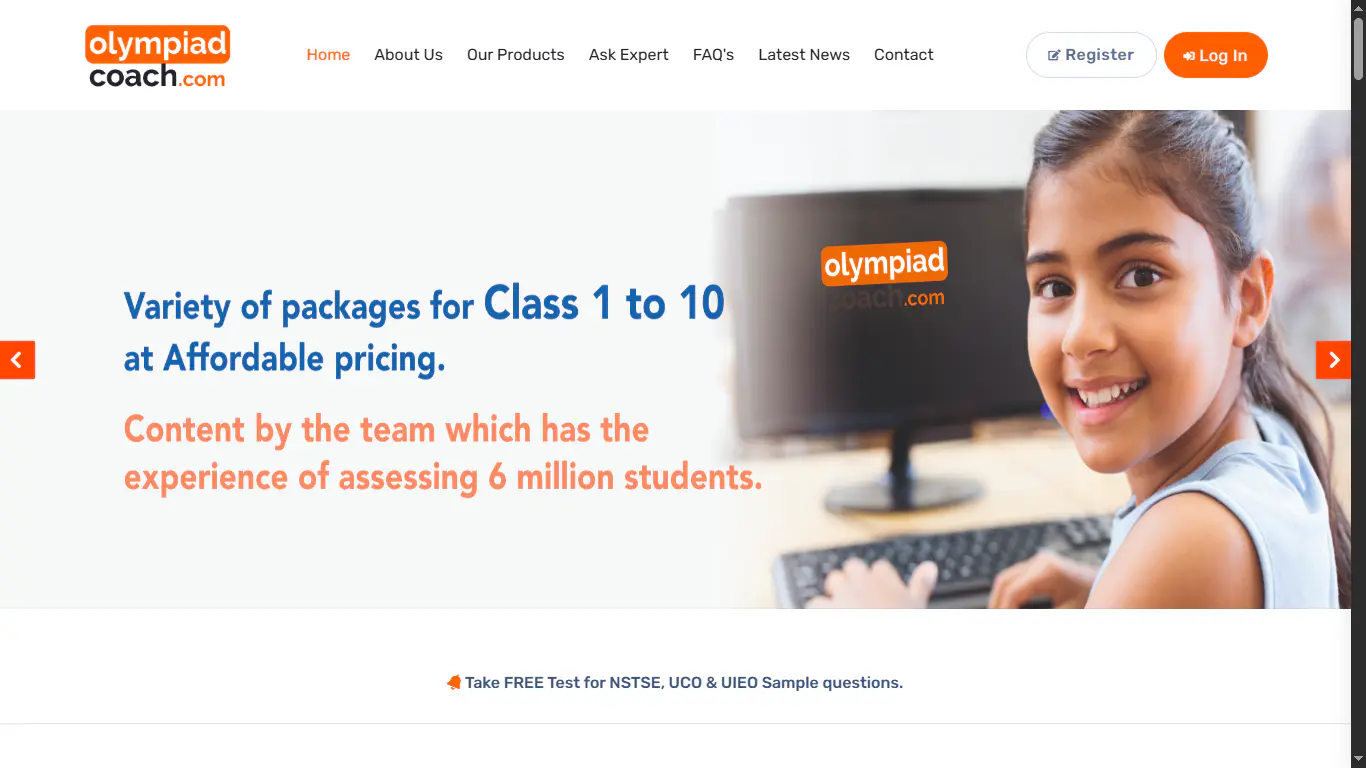 olympiad
coach.com
Home
About Us
Our Products
Ask Expert
FAQ's
Latest News
Contact
Register
Log In
olympiad
coach.com
Variety of packages for Class 1 to 10
at Affordable pricing.
Content by the team which has the
experience of assessing 6 million students.
Take FREE Test for NSTSE, UCO & UIEO Sample questions.